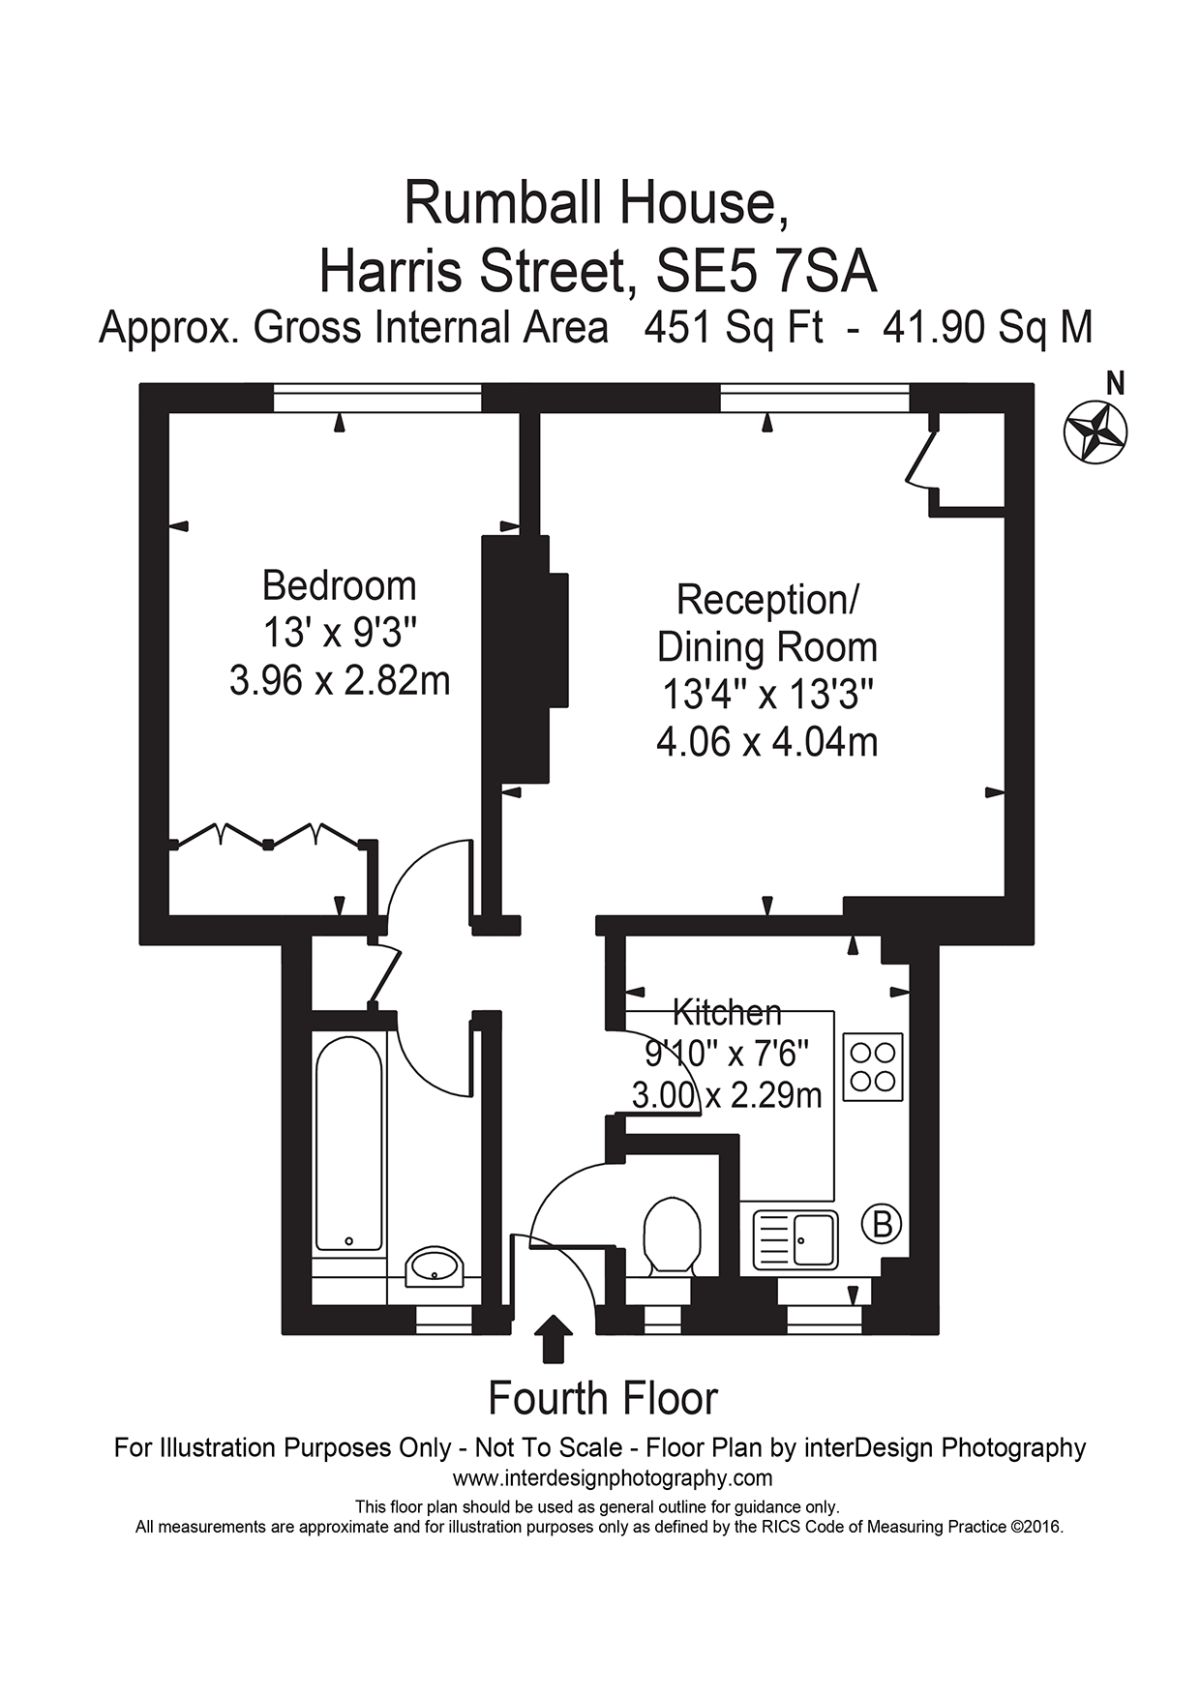 Rumball House,
Harris Street, SE5 7SA
Approx. Gross Internal Area 451 Sq Ft - 41.90 Sq M
N
Bedroom
13' x 9'3"
3.96 x 2.82m
Reception/
Dining Room
13'4" x 13'3"
4.06 x 4.04m
Kitchen
9'10" x 7'6"
3.00 x 2.29m
B
Fourth Floor
For Illustration Purposes Only - Not To Scale - Floor Plan by interDesign Photography
www.interdesignphotography.com
This floor plan should be used as general outline for guidance only.
All measurements are approximate and for illustration purposes only as defined by the RICS Code of Measuring Practice ©2016.